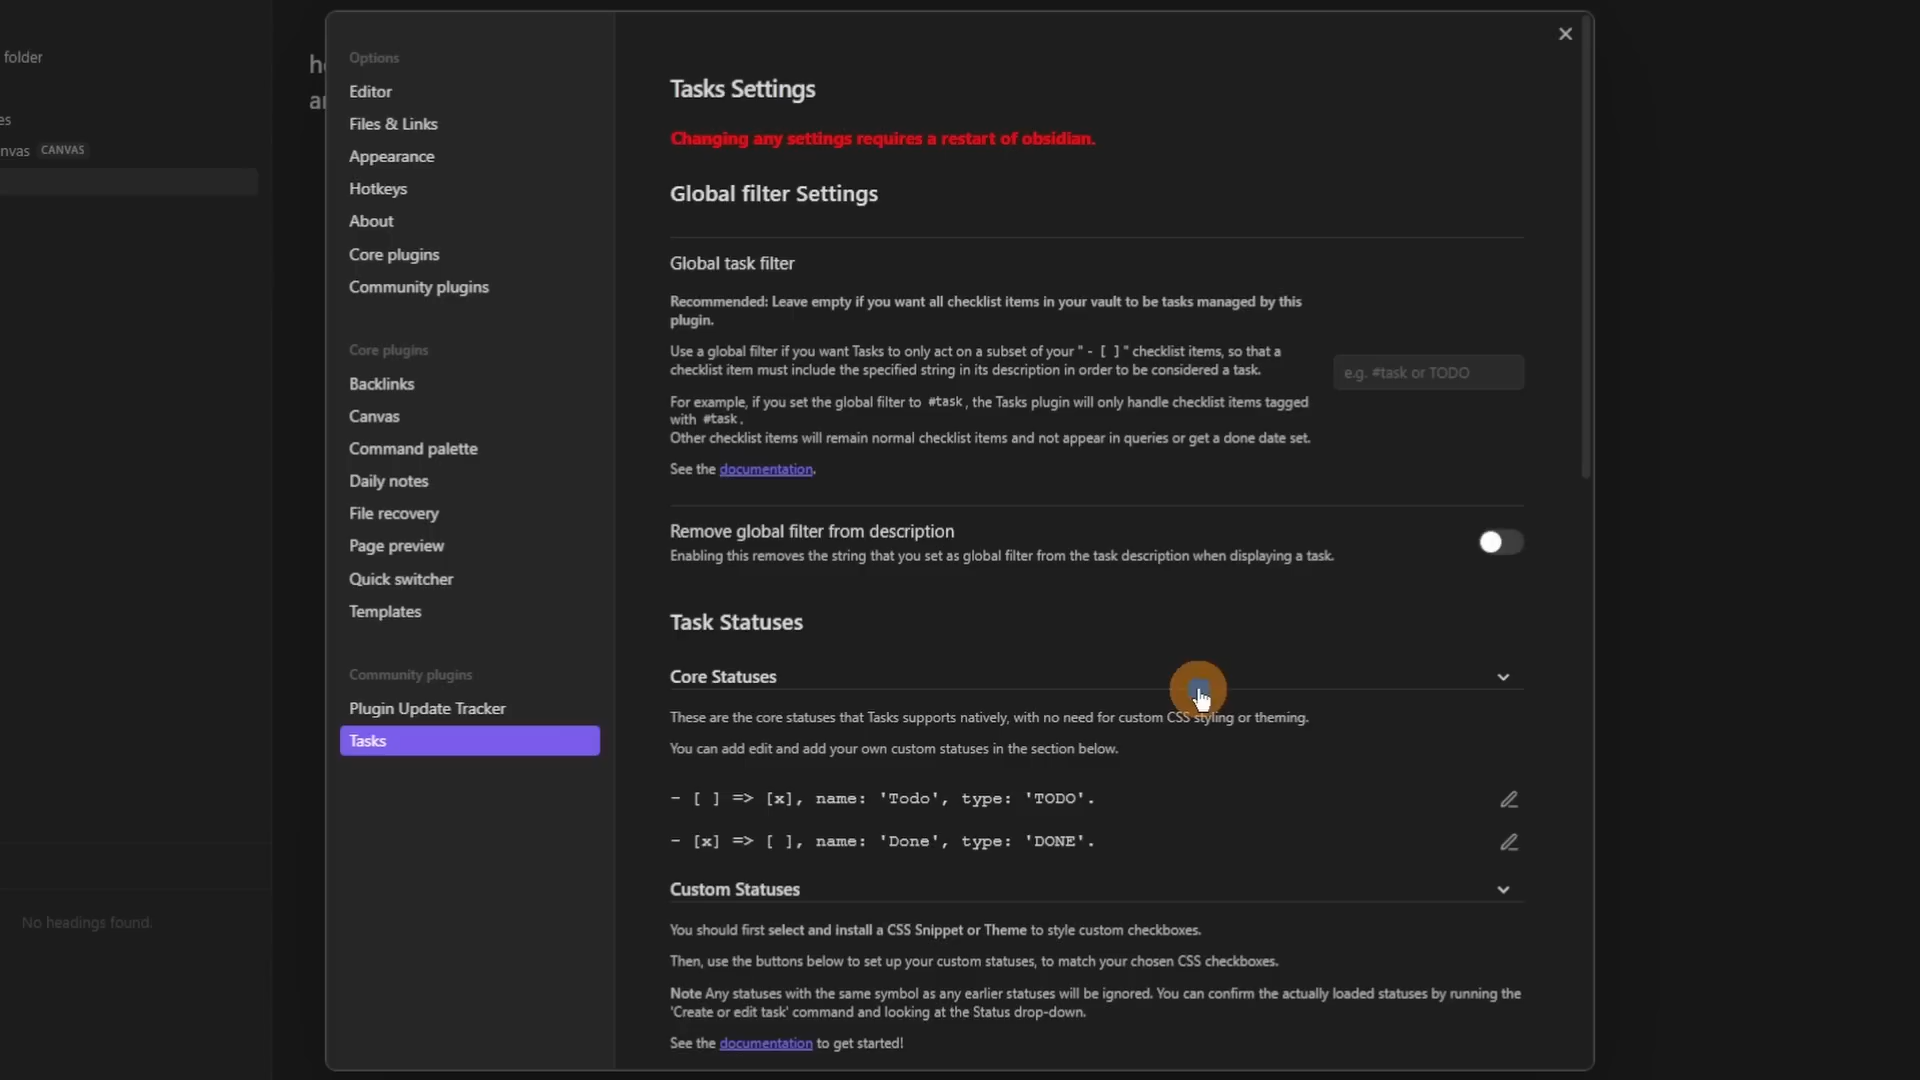 folder
es
nvas CANVAS
No headings found.
Options
Editor
Files & Links
Appearance
Hotkeys
About
Core plugins
Community plugins
Core plugins
Backlinks
Canvas
Command palette
Daily notes
File recovery
Page preview
Quick switcher
Templates
Community plugins
Plugin Update Tracker
Tasks
Tasks Settings
Changing any settings requires a restart of obsidian.
Global filter Settings
Global task filter
Recommended: Leave empty if you want all checklist items in your vault to be tasks managed by this
plugin.
Use a global filter if you want Tasks to only act on a subset of your " - [ ] " checklist items, so that a
checklist item must include the specified string in its description in order to be considered a task.
e.g. #task or TODO
For example, if you set the global filter to #task, the Tasks plugin will only handle checklist items tagged
with #task.
Other checklist items will remain normal checklist items and not appear in queries or get a done date set.
See the documentation.
Remove global filter from description
Enabling this removes the string that you set as global filter from the task description when displaying a task.
Task Statuses
Core Statuses
These are the core statuses that Tasks supports natively, with no need for custom CSS styling or theming.
You can add edit and add your own custom statuses in the section below.
- [ ] => [x], name: 'Todo', type: 'TODO'.
- [x] => [ ], name: 'Done', type: 'DONE'.
Custom Statuses
You should first select and install a CSS Snippet or Theme to style custom checkboxes.
Then, use the buttons below to set up your custom statuses, to match your chosen CSS checkboxes.
Note Any statuses with the same symbol as any earlier statuses will be ignored. You can confirm the actually loaded statuses by running the
'Create or edit task' command and looking at the Status drop-down.
See the documentation to get started!